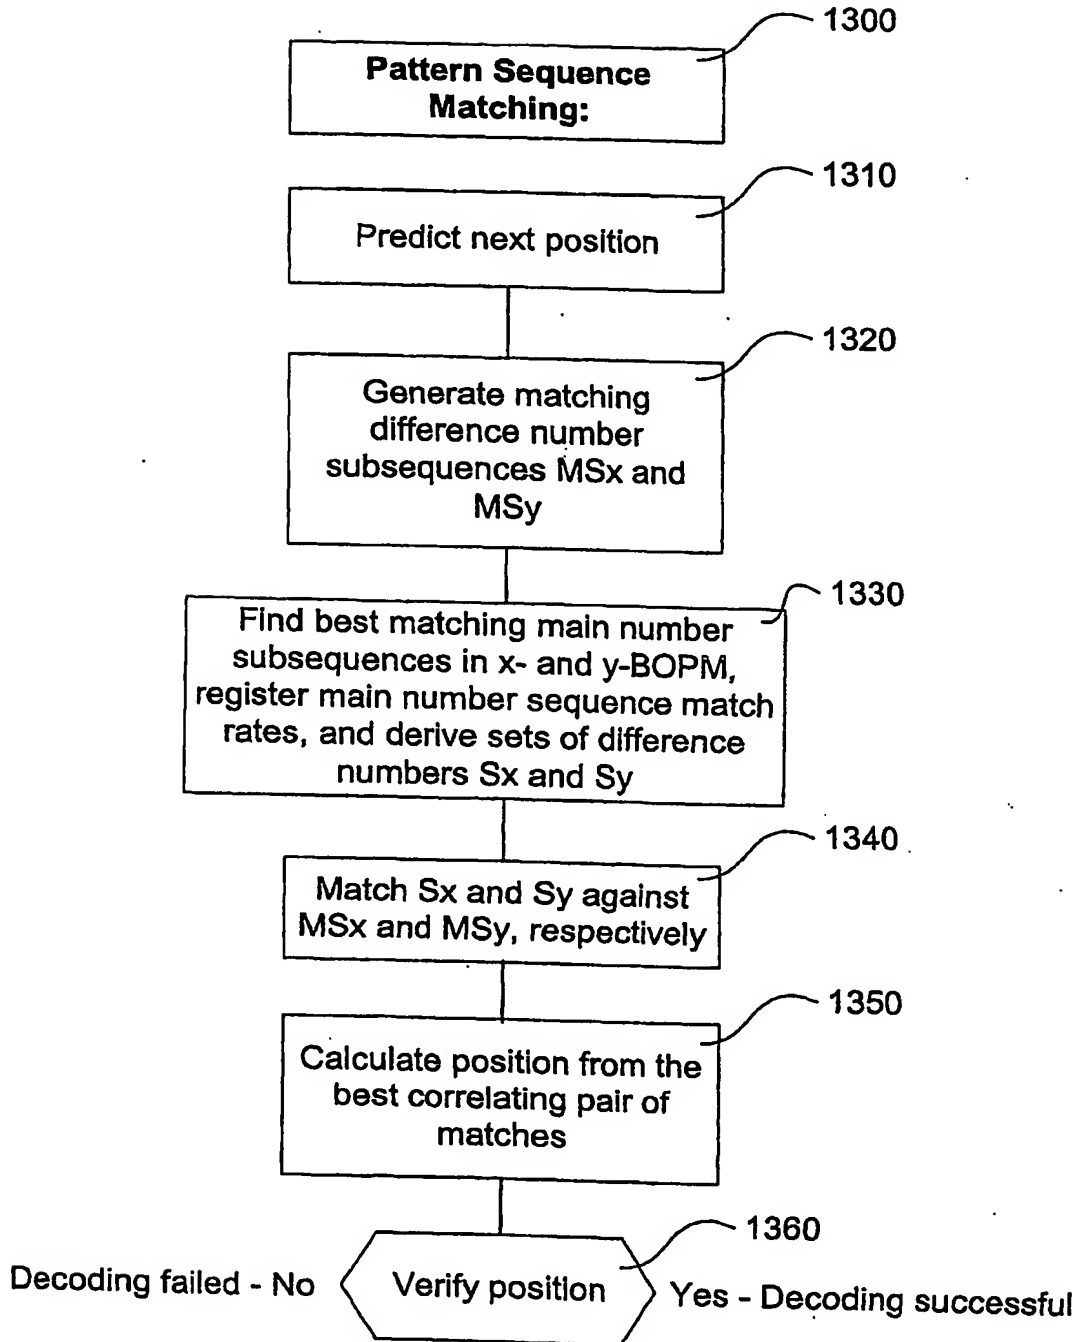 1300
Pattern Sequence
Matching:
1310
Predict next position
1320
Generate matching
difference number
subsequences MSx and
MSy
1330
Find best matching main number
subsequences in x- and y-BOPM,
register main number sequence match
rates, and derive sets of difference
numbers Sx and Sy
1340
Match Sx and Sy against
MSx and MSy, respectively
1350
Calculate position from the
best correlating pair of
matches
1360
Decoding failed - No
Verify position
Yes - Decoding successful